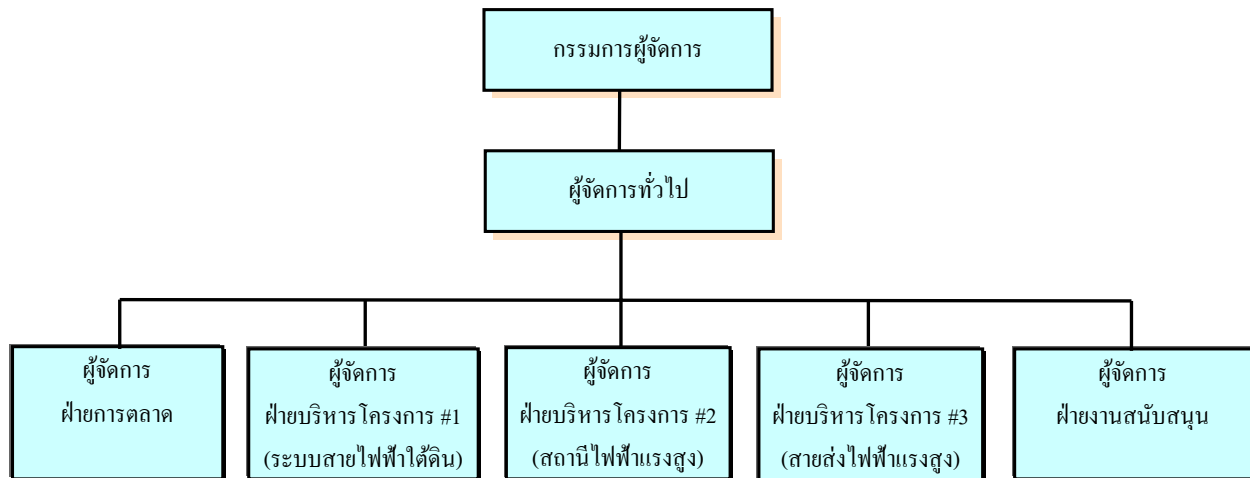 กรรมการผู้จัดการ
ผู้จัดการทั่วไป
ผู้จัดการ
ฝ่ายการตลาด
ผู้จัดการ
ฝ่ายบริหารโครงการ #1
(ระบบสายไฟฟ้าใต้ดิน)
ผู้จัดการ
ฝ่ายบริหารโครงการ #2
(สถานีไฟฟ้าแรงสูง)
ผู้จัดการ
ฝ่ายบริหารโครงการ #3
(สายส่งไฟฟ้าแรงสูง)
ผู้จัดการ
ฝ่ายงานสนับสนุน